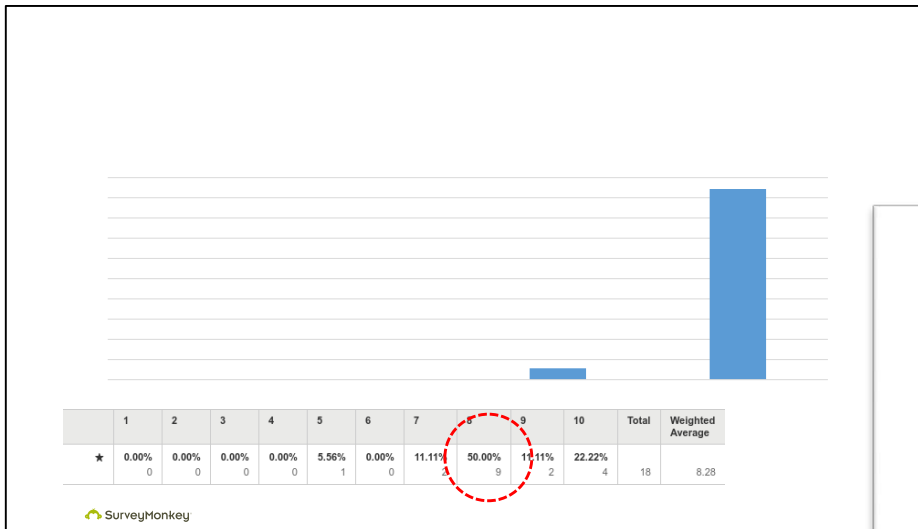 1 2 3 4 5 6 7 8 9 10 Total Weighted Average
★ 0.00% 0.00% 0.00% 0.00% 5.56% 0.00% 11.11% 50.00% 11.11% 22.22%
0 0 0 0 1 0 2 9 2 4 18 8.28
SurveyMonkey